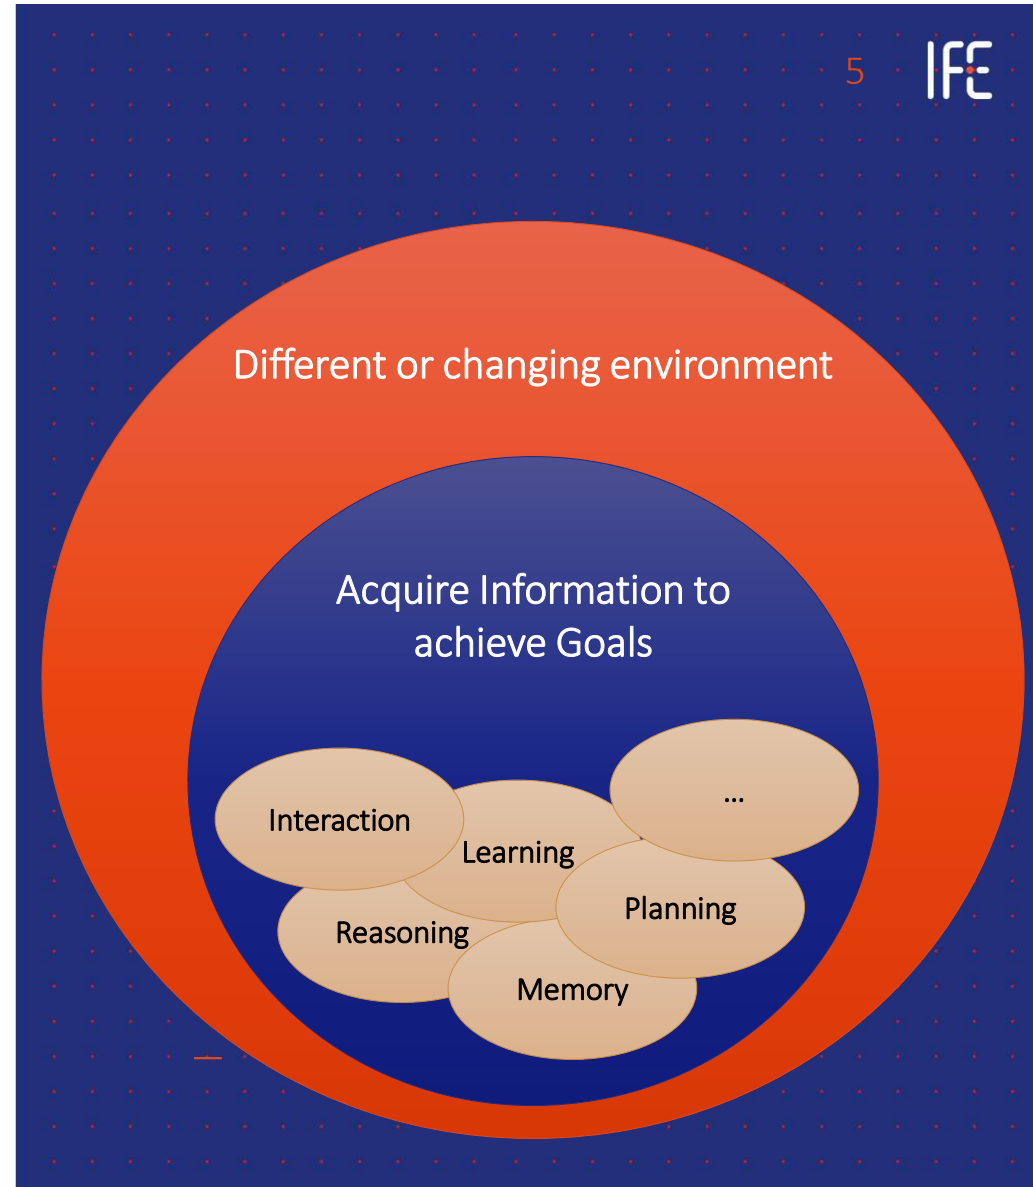 5
IFE
Different or changing environment
Acquire Information to
achieve Goals
...
Interaction
Learning
Planning
Reasoning
Memory